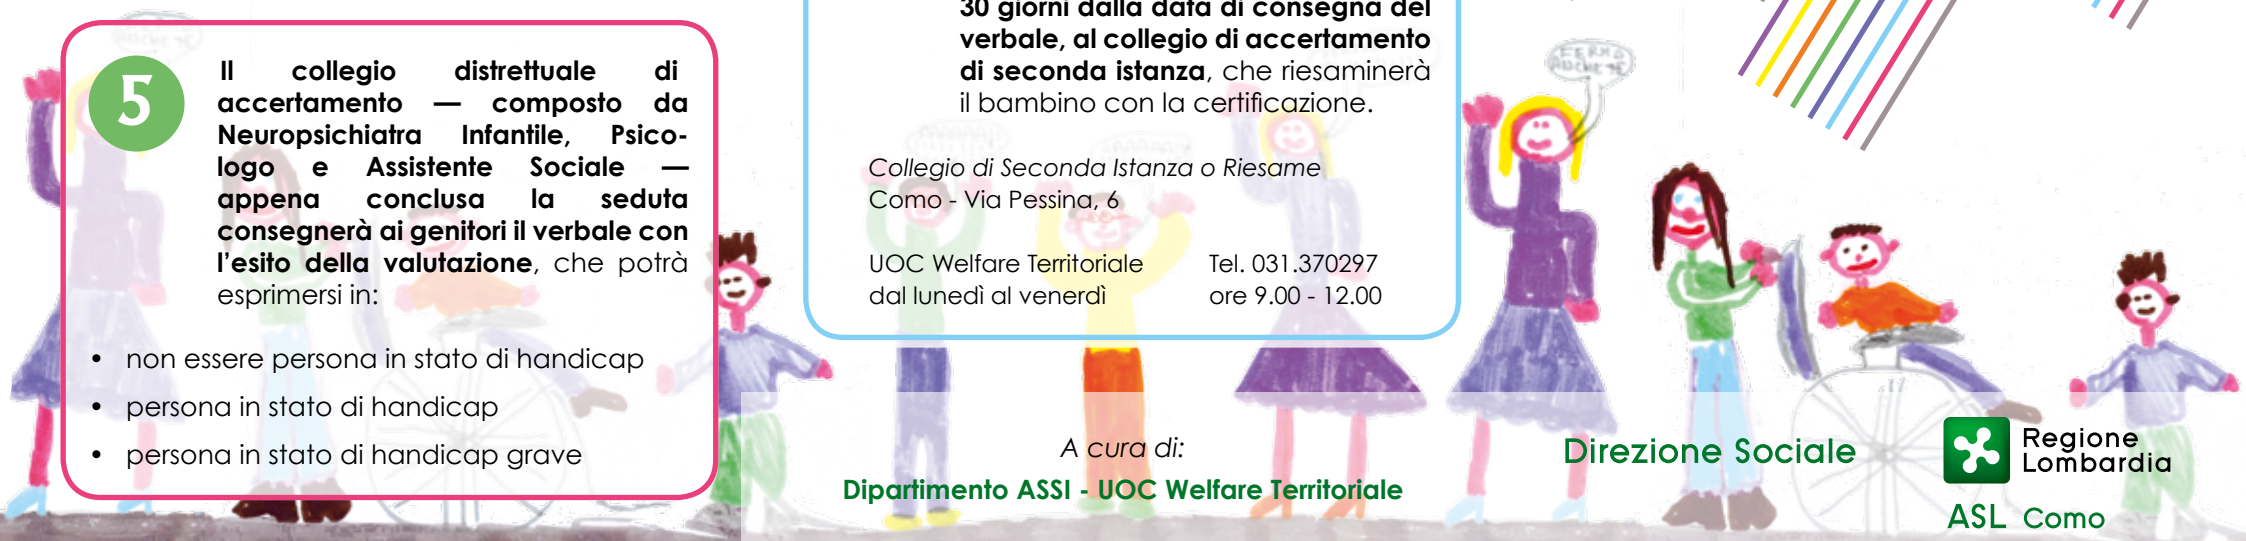 5
Il collegio distrettuale di
accertamento — composto da
Neuropsichiatra Infantile, Psico-
logo e Assistente Sociale —
appena conclusa la seduta
consegnerà ai genitori il verbale con
l'esito della valutazione, che potrà
esprimersi in:
• non essere persona in stato di handicap
• persona in stato di handicap
• persona in stato di handicap grave
30 giorni dalla data di consegna del
verbale, al collegio di accertamento
di seconda istanza, che riesaminerà
il bambino con la certificazione.
Collegio di Seconda Istanza o Riesame
Como - Via Pessina, 6
UOC Welfare Territoriale Tel. 031.370297
dal lunedì al venerdì ore 9.00 - 12.00
A cura di:
Dipartimento ASSI - UOC Welfare Territoriale
FERMO
ANCHE TE
Direzione Sociale
Regione
Lombardia
ASL Como